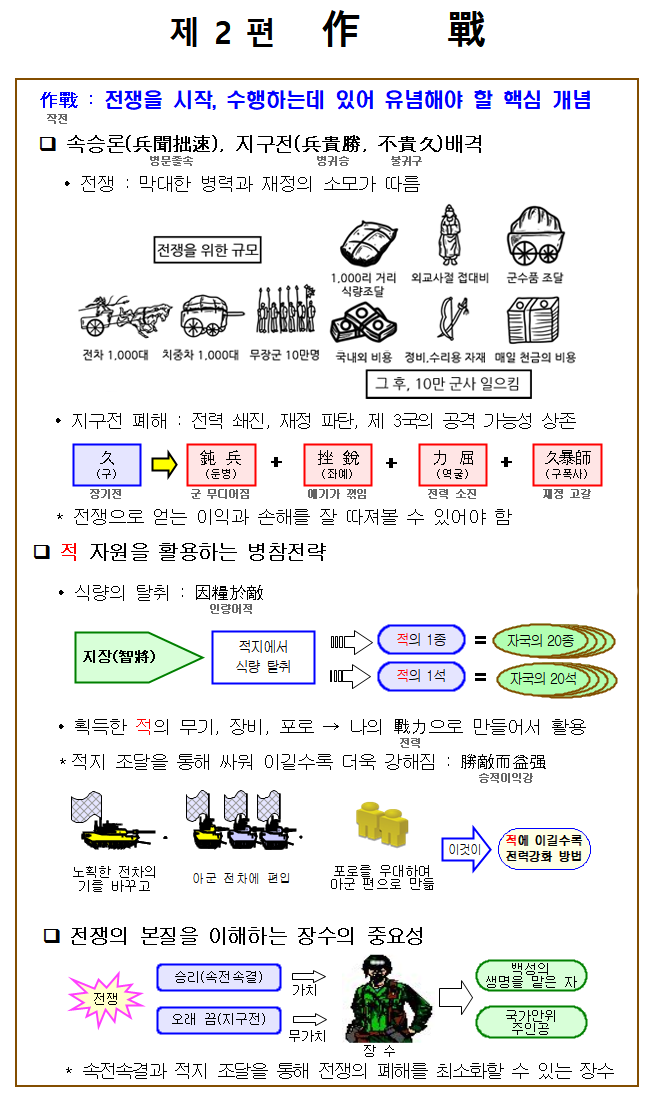 제 2 편 作 戰
作戰 : 전쟁을 시작, 수행하는데 있어 유념해야 할 핵심 개념
작전
❑ 속승론(兵聞拙速), 지구전(兵貴勝, 不貴久)배격
병문졸속 병귀승 불귀구
• 전쟁 : 막대한 병력과 재정의 소모가 따름
전쟁을 위한 규모
1,000리 거리
식량조달
외교사절 접대비
군수품 조달
전차 1,000대
치중차 1,000대
무장군 10만명
국내외 비용
정비.수리용 자재
매일 천금의 비용
그 후, 10만 군사 일으킴
• 지구전 폐해 : 전력 쇄진, 재정 파탄, 제 3국의 공격 가능성 상존
久 鈍兵 + 挫銳 + 力屈 + 久暴師
(구) (둔병) (좌예) (역굴) (구폭사)
장기전 군 무디어짐 예기가 꺾임 전력 소진 재정 고갈
* 전쟁으로 얻는 이익과 손해를 잘 따져볼 수 있어야 함
❑ 적 자원을 활용하는 병참전략
• 식량의 탈취 : 因糧於敵
인량어적
지장(智將)
적지에서
식량 탈취
적의 1종 = 자국의 20종
적의 1석 = 자국의 20석
• 획득한 적의 무기, 장비, 포로 → 나의 戰力으로 만들어서 활용
전력
* 적지 조달을 통해 싸워 이길수록 더욱 강해짐 : 勝敵而益强
승적이익강
노획한 전차의
기를 바꾸고
아군 전차에 편입
포로를 우대하며
아군 편으로 만듦
이것이
적에 이길수록
전력강화 방법
❑ 전쟁의 본질을 이해하는 장수의 중요성
전쟁
승리(속전속결)
가치
오래 끔(지구전)
무가치
장 수
백성의
생명을 맡은 자
국가안위
주인공
* 속전속결과 적지 조달을 통해 전쟁의 폐해를 최소화할 수 있는 장수